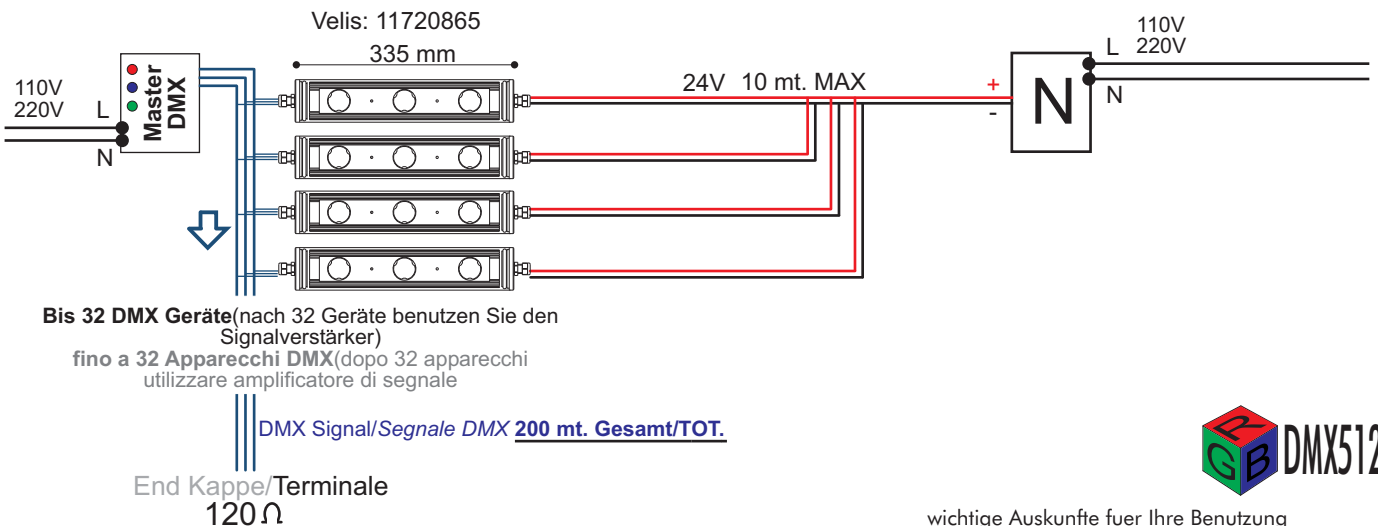 Velis: 11720865
335 mm
110V
220V
L
N
Master
DMX
24V 10 mt. MAX
+
-
N
110V
220V
L
N
Bis 32 DMX Geräte(nach 32 Geräte benutzen Sie den
Signalverstärker)
fino a 32 Apparecchi DMX(dopo 32 apparecchi
utilizzare amplificatore di segnale
DMX Signal/Segnale DMX 200 mt. Gesamt/TOT.
End Kappe/Terminale
120Ω
R
G
B
DMX512
wichtige Auskunfte fuer Ihre Benutzung